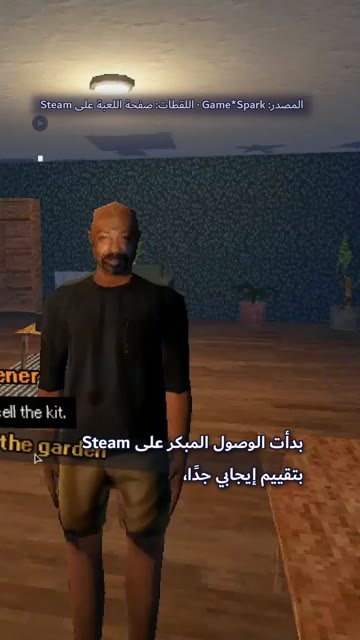 المصدر: Game*Spark · اللقطات: صفحة اللعبة على Steam
ener
ell the kit.
the garden
بدأت الوصول المبكر على Steam
بتقييم إيجابي جدًا،